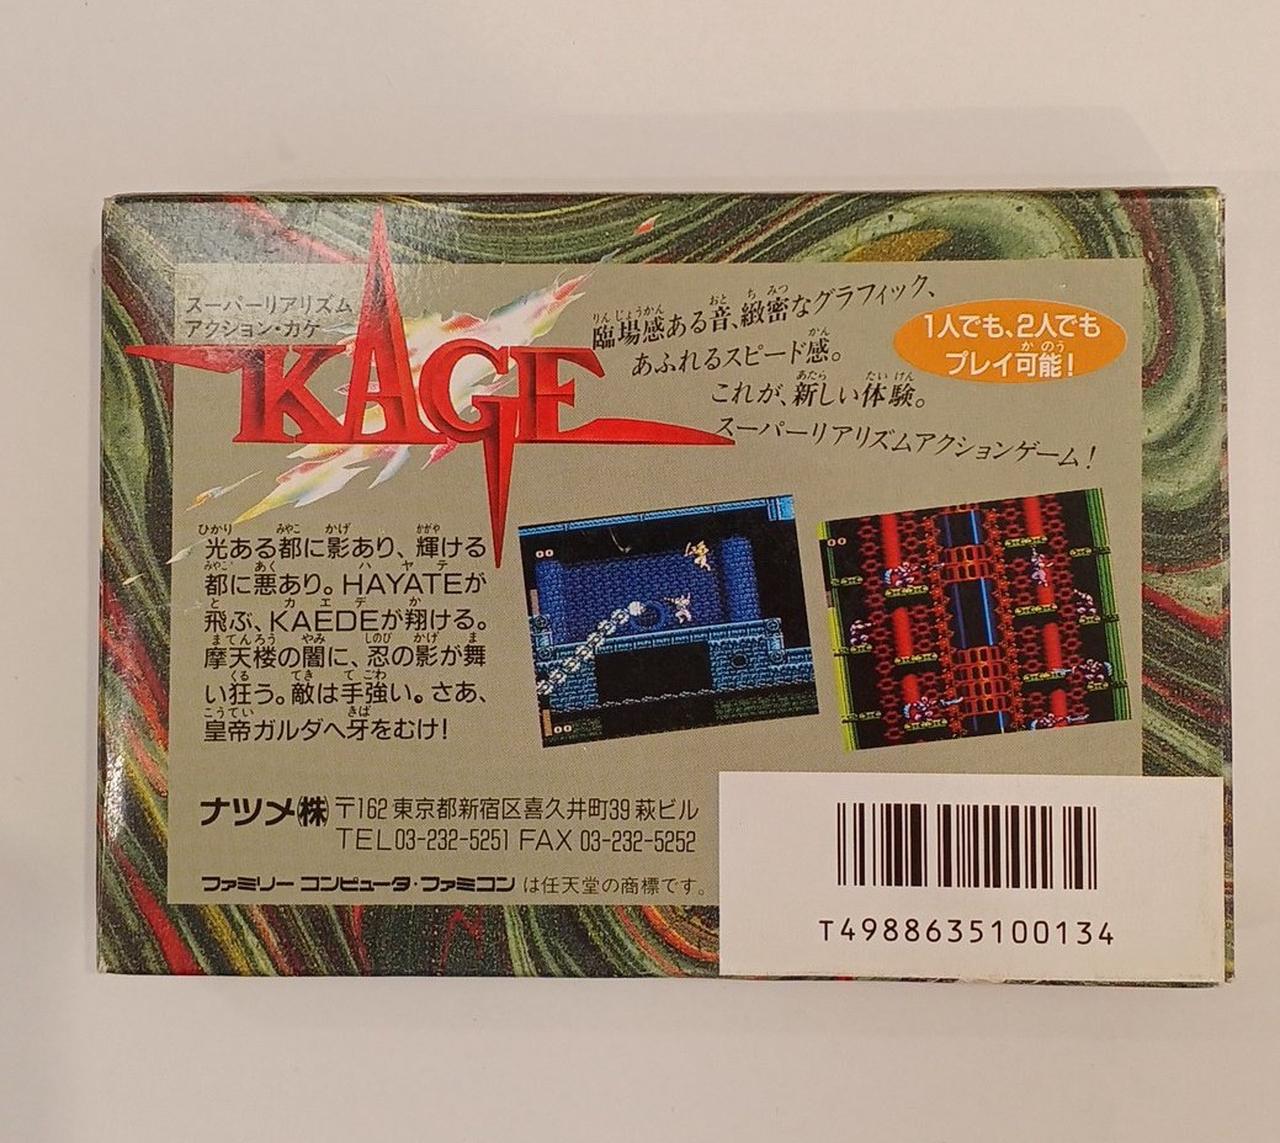 スーパーリアリズム
アクション・カゲ
KAGE
臨場感ある音、緻密なグラフィック、
あふれるスピード感。
これが、新しい体験。
スーパーリアリズムアクションゲーム!
1人でも、2人でも
プレイ可能!
光ある都に影あり、輝ける
都に悪あり。HAYATEが
飛ぶ、KAEDEが翔ける。
摩天楼の闇に、忍の影が舞
い狂う。敵は手強い。さあ、
皇帝ガルダへ牙をむけ!
00
00
00
ナツメ(株)〒162 東京都新宿区喜久井町39 萩ビル
TEL03-232-5251 FAX 03-232-5252
ファミリーコンピュータ・ファミコンは任天堂の商標です。
T4988635100134